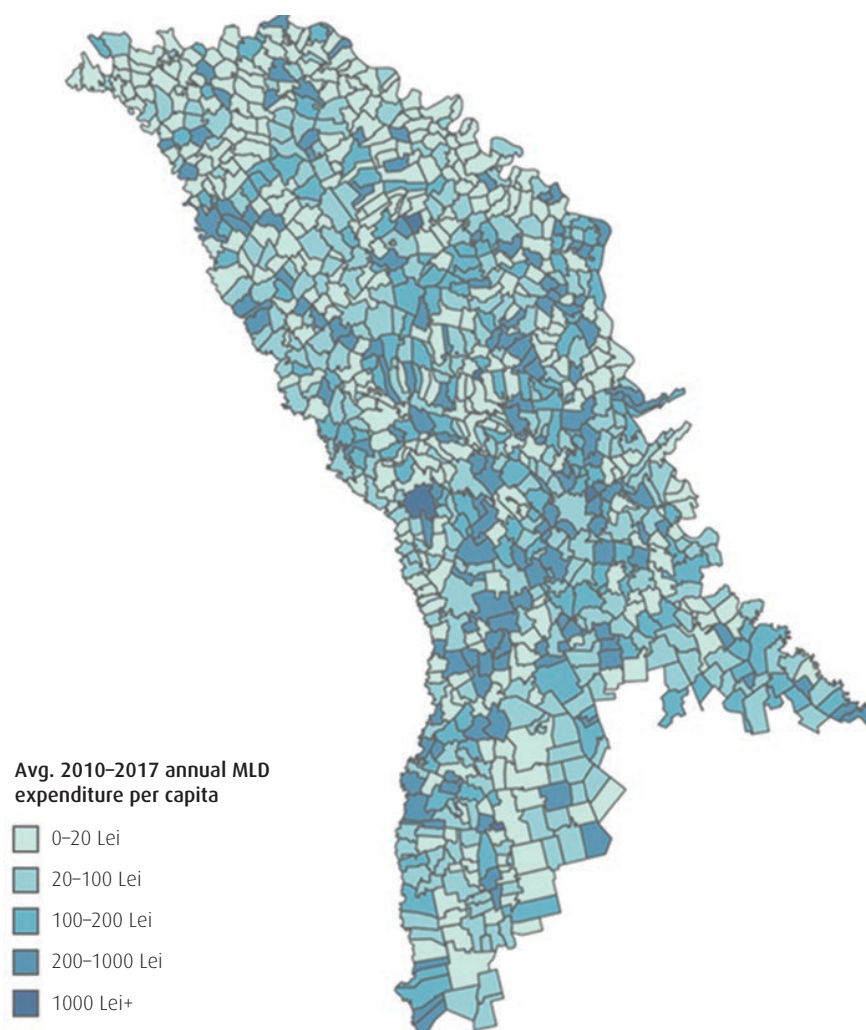 Avg. 2010–2017 annual MLD
expenditure per capita
0–20 Lei
20–100 Lei
100–200 Lei
200–1000 Lei
1000 Lei+